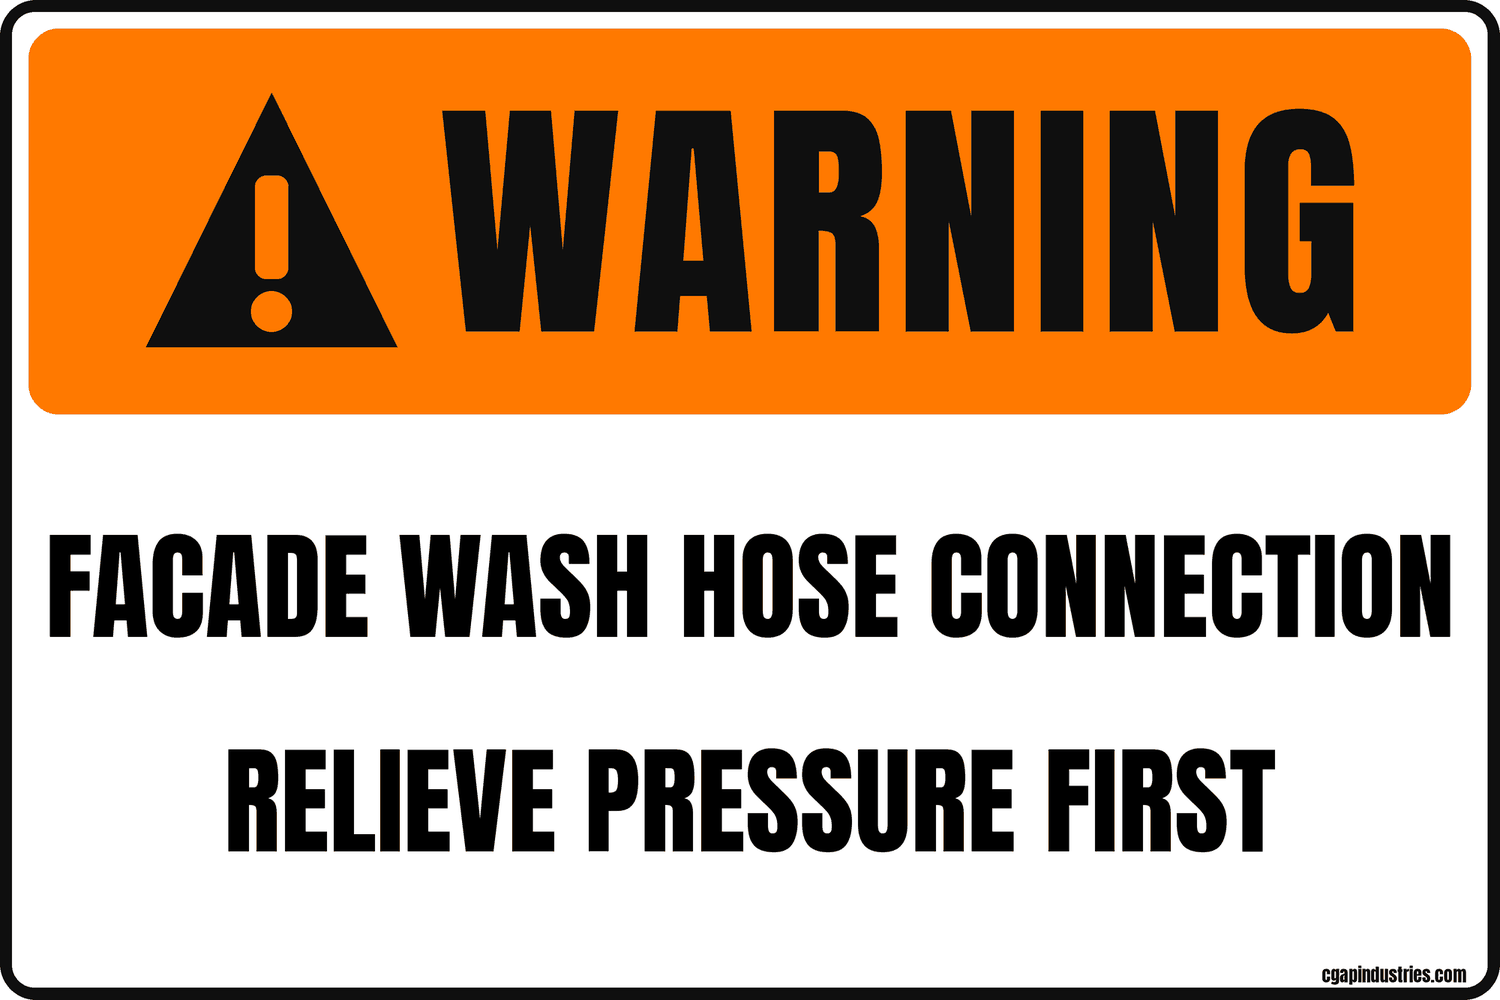 WARNING
FACADE WASH HOSE CONNECTION
RELIEVE PRESSURE FIRST
cgapindustries.com